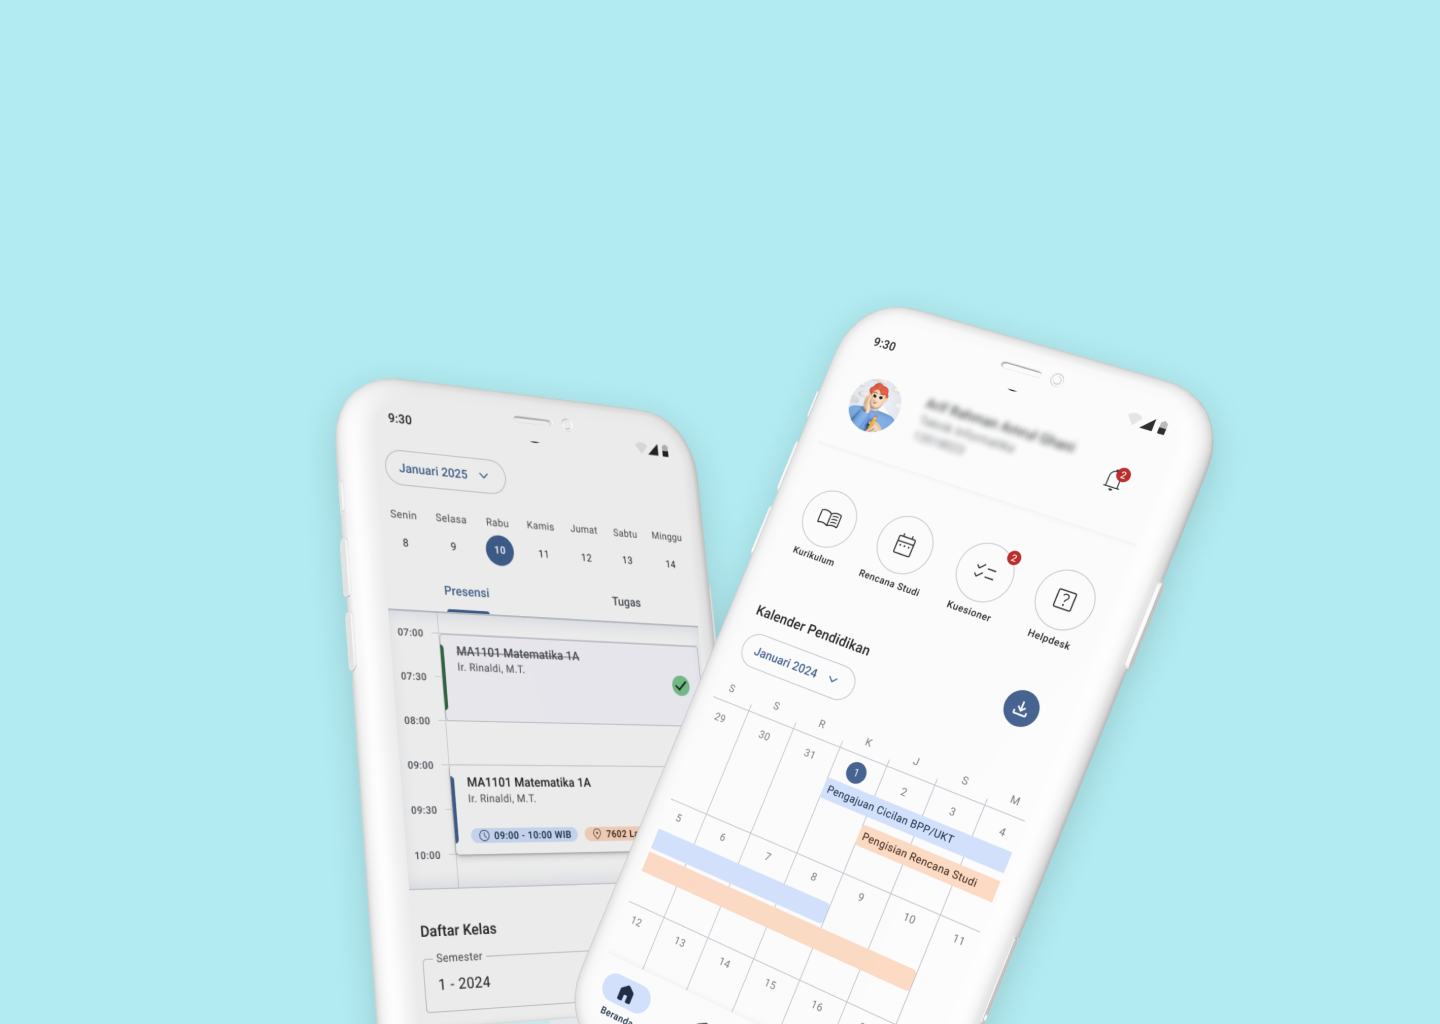 9:30
Januari 2025
Senin Selasa Rabu Kamis Jumat Sabtu Minggu
8 9 10 11 12 13 14
Presensi Tugas
07:00
MA1101 Matematika 1A
Ir. Rinaldi, M.T.
07:30
08:00
09:00
MA1101 Matematika 1A
Ir. Rinaldi, M.T.
09:30
09:00 - 10:00 WIB 7602
10:00
Daftar Kelas
Semester
1 - 2024
9:30
2
2
Kurikulum Rencana Studi Kuesioner Helpdesk
Kalender Pendidikan
Januari 2024
S S R K J S M
29 30 31 1 2 3 4
Pengajuan Cicilan BPP/UKT
Pengisian Rencana Studi
5 6 7 8 9 10 11
12 13 14 15 16
Beranda